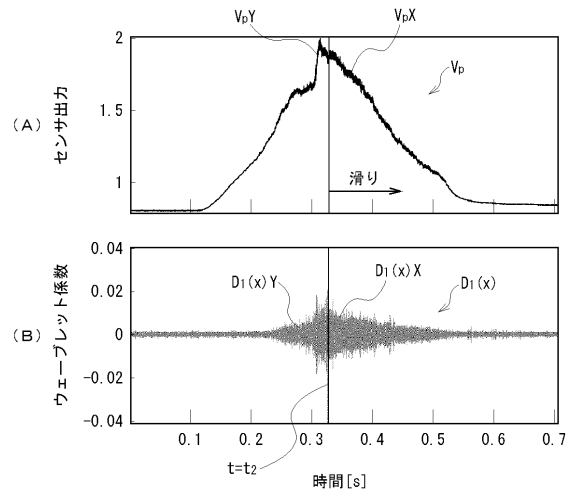 VpY
VpX
Vp
2
1.5
1
(A)
センサ出力
滑り
0.04
0.02
0
-0.02
-0.04
(B)
ウェーブレット係数
D1(x)Y
D1(x)X
D1(x)
0.1
0.2
0.3
0.4
0.5
0.6
0.7
t=t2
時間[s]